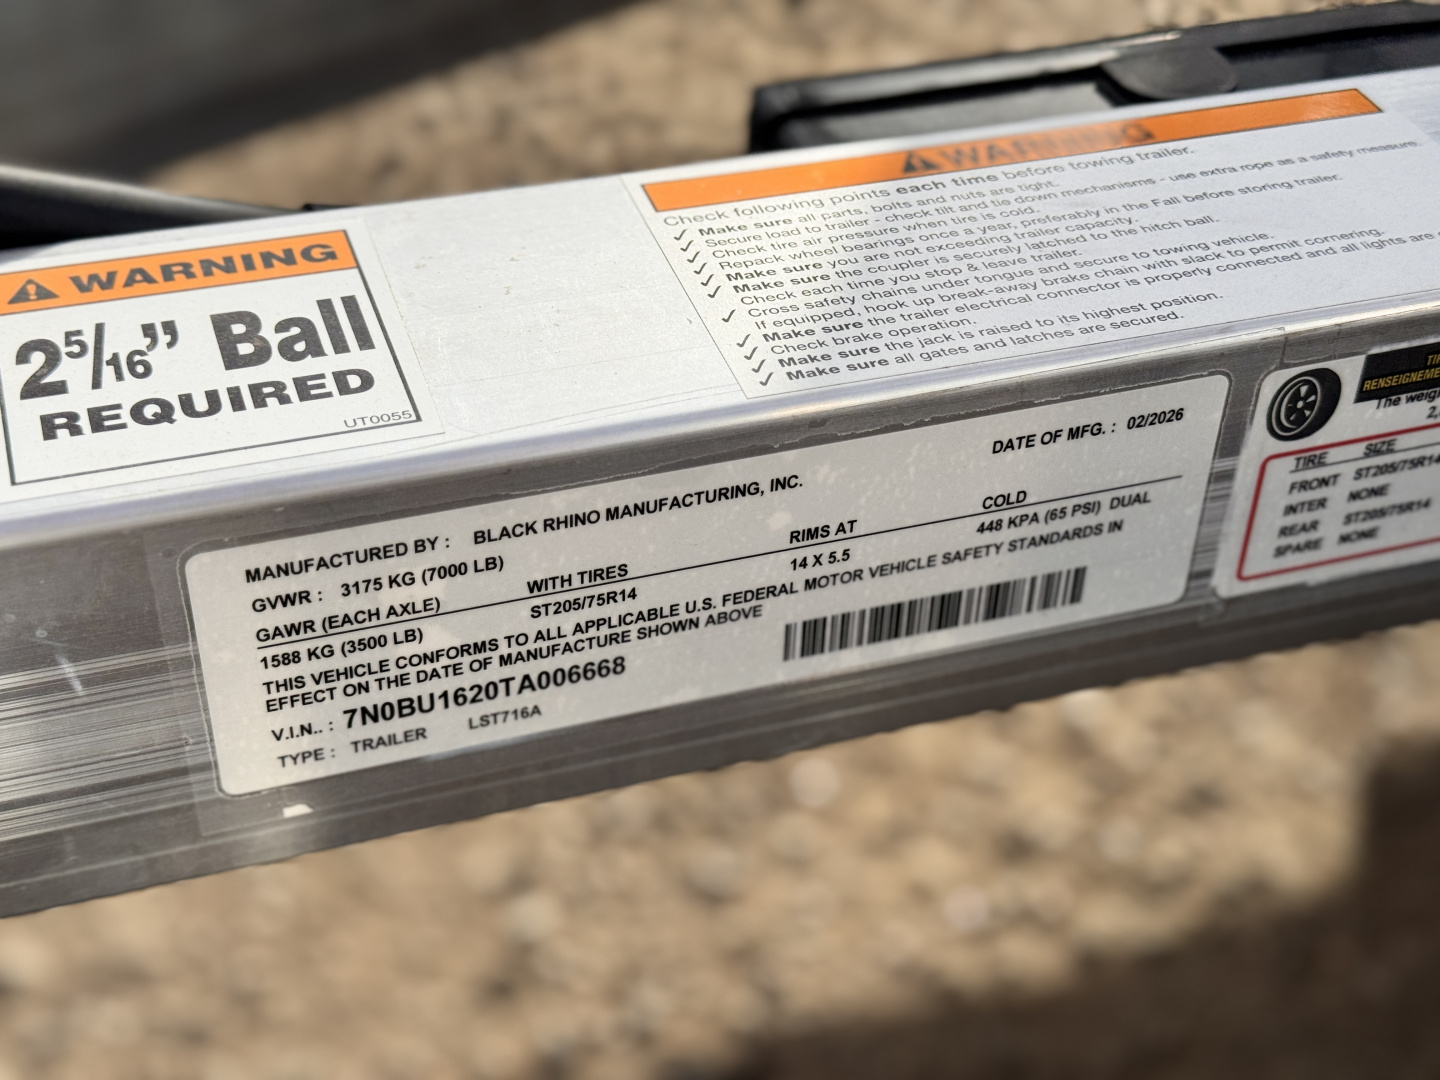 WARNING
2 5/16” Ball
REQUIRED
UT0055
WARNING
Check following points each time before towing trailer.
✓ Make sure all parts, bolts and nuts are tight.
✓ Secure load to trailer - check tilt and tie down mechanisms - use extra rope as a safety measure.
✓ Check tire air pressure when tire is cold.
✓ Repack wheel bearings once a year, preferably in the Fall before storing trailer.
✓ Make sure you are not exceeding trailer capacity.
✓ Make sure the coupler is securely latched to the hitch ball.
Check each time you stop & leave trailer.
✓ Cross safety chains under tongue and secure to towing vehicle.
If equipped, hook up break-away brake chain with slack to permit cornering.
✓ Make sure the trailer electrical connector is properly connected and all lights are
✓ Check brake operation.
✓ Make sure the jack is raised to its highest position.
✓ Make sure all gates and latches are secured.
MANUFACTURED BY : BLACK RHINO MANUFACTURING, INC. DATE OF MFG. : 02/2026
GVWR : 3175 KG (7000 LB)
GAWR (EACH AXLE) WITH TIRES RIMS AT COLD
1588 KG (3500 LB) ST205/75R14 14 X 5.5 448 KPA (65 PSI) DUAL
THIS VEHICLE CONFORMS TO ALL APPLICABLE U.S. FEDERAL MOTOR VEHICLE SAFETY STANDARDS IN
EFFECT ON THE DATE OF MANUFACTURE SHOWN ABOVE
V.I.N.. : 7N0BU1620TA006668
TYPE : TRAILER LST716A
The
TIRE SIZE
FRONT ST205/75R14
INTER NONE
REAR ST205/75R14
SPARE NONE